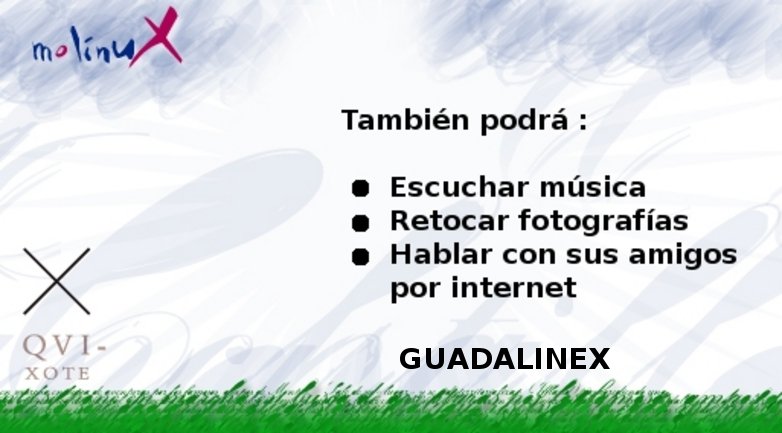 molinux
También podrá :
Escuchar música
Retocar fotografías
Hablar con sus amigos
por internet
QVI-
XOTE
GUADALINEX